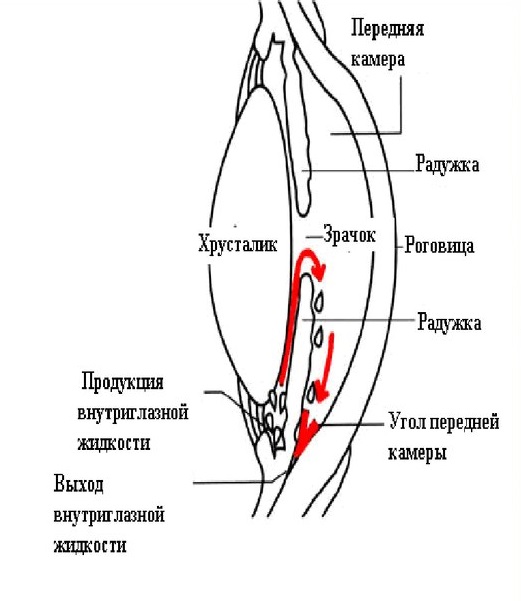 Передняя
камера
Радужка
Зрачок
Хрусталик
Роговица
Радужка
Продукция
внутриглазной
жидкости
Угол передней
камеры
Выход
внутриглазной
жидкости